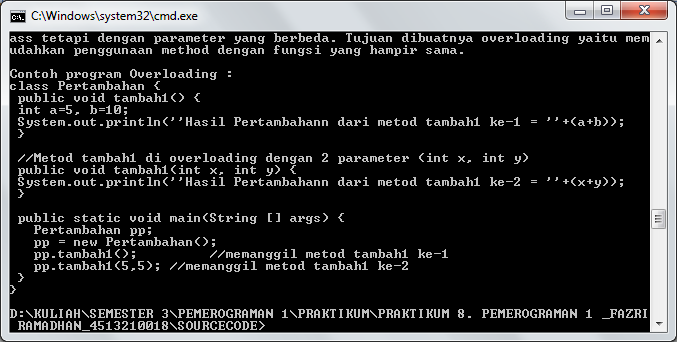 C:\Windows\system32\cmd.exe
ass tetapi dengan parameter yang berbeda. Tujuan dibuatnya overloading yaitu mem
udahkan penggunaan method dengan fungsi yang hampir sama.
Contoh program Overloading :
class Pertambahan {
public void tambah1() {
int a=5, b=10;
System.out.println(''Hasil Pertambahann dari metod tambah1 ke-1 = ''+(a+b));
}
//Metod tambah1 di overloading dengan 2 parameter (int x, int y)
public void tambah1(int x, int y) {
System.out.println(''Hasil Pertambahann dari metod tambah1 ke-2 = ''+(x+y));
}
public static void main(String [] args) {
Pertambahan pp;
pp = new Pertambahan();
pp.tambah1(); //memanggil metod tambah1 ke-1
pp.tambah1(5,5); //memanggil metod tambah1 ke-2
}
}
D:\KULIAH\SEMESTER 3\PEMEROGRAMAN 1\PRAKTIKUM\PRAKTIKUM 8. PEMEROGRAMAN 1 _FAZRI
RAMADHAN_4513210018\SOURCECODE>